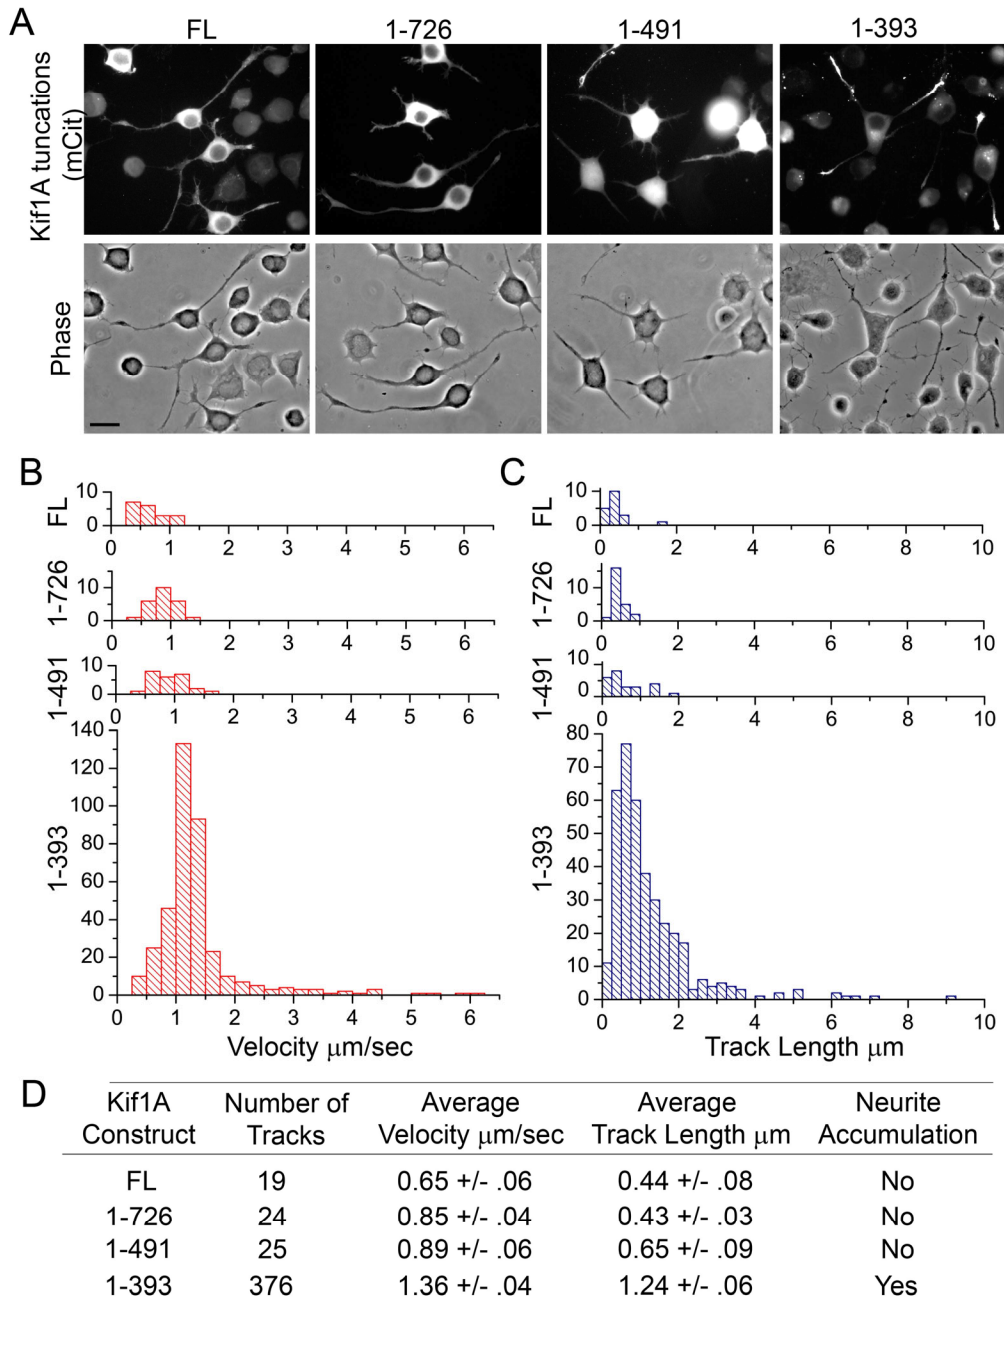 A
FL 1-726 1-491 1-393
Kif1A tuncations
(mCit)
Phase
B
FL
10
0
0 1 2 3 4 5 6
1-726
10
0
0 1 2 3 4 5 6
1-491
10
0
0 1 2 3 4 5 6
1-393
140
120
100
80
60
40
20
0
0 1 2 3 4 5 6
Velocity μm/sec
C
FL
10
0
0 2 4 6 8 10
1-726
10
0
0 2 4 6 8 10
1-491
10
0
0 2 4 6 8 10
1-393
80
70
60
50
40
30
20
10
0
0 2 4 6 8 10
Track Length μm
D
Kif1A Number of Average Average Neurite
Construct Tracks Velocity μm/sec Track Length μm Accumulation
FL 19 0.65 +/- .06 0.44 +/- .08 No
1-726 24 0.85 +/- .04 0.43 +/- .03 No
1-491 25 0.89 +/- .06 0.65 +/- .09 No
1-393 376 1.36 +/- .04 1.24 +/- .06 Yes